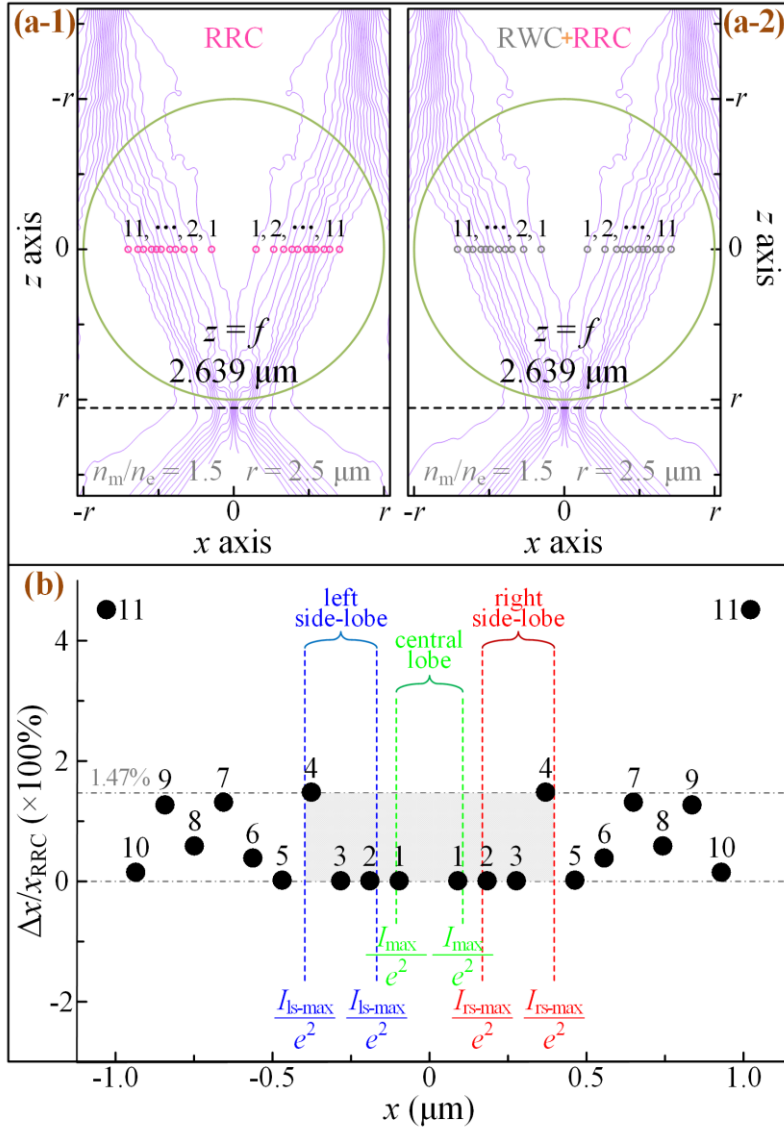 (a-1)
RRC
RWC+RRC
(a-2)
-r
0
r
z axis
11, ···, 2, 1
1, 2, ···, 11
z = f
2.639 μm
nm/ne = 1.5
r = 2.5 μm
-r
0
r
x axis
11, ···, 2, 1
1, 2, ···, 11
z = f
2.639 μm
nm/ne = 1.5
r = 2.5 μm
-r
0
r
z axis
-r
0
r
x axis
(b)
left
side-lobe
central
lobe
right
side-lobe
4
2
0
-2
Δx/xRRC (×100%)
1.47%
11
10
9
8
7
6
5
4
3
2
1
1
2
3
4
5
6
7
8
9
10
11
Ils-max
e2
Ils-max
e2
Imax
e2
Imax
e2
Irs-max
e2
Irs-max
e2
-1.0
-0.5
0
0.5
1.0
x (μm)